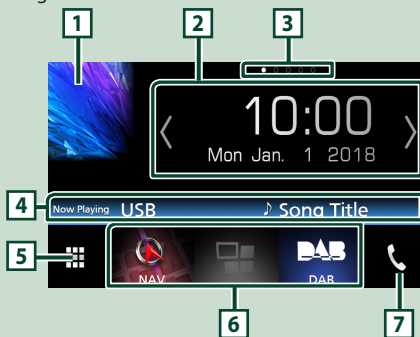 1
2
3
10:00
Mon Jan. 1 2018
4
Now Playing USB ♪ Song Title
5
NAV
DAB
DAB
6
7